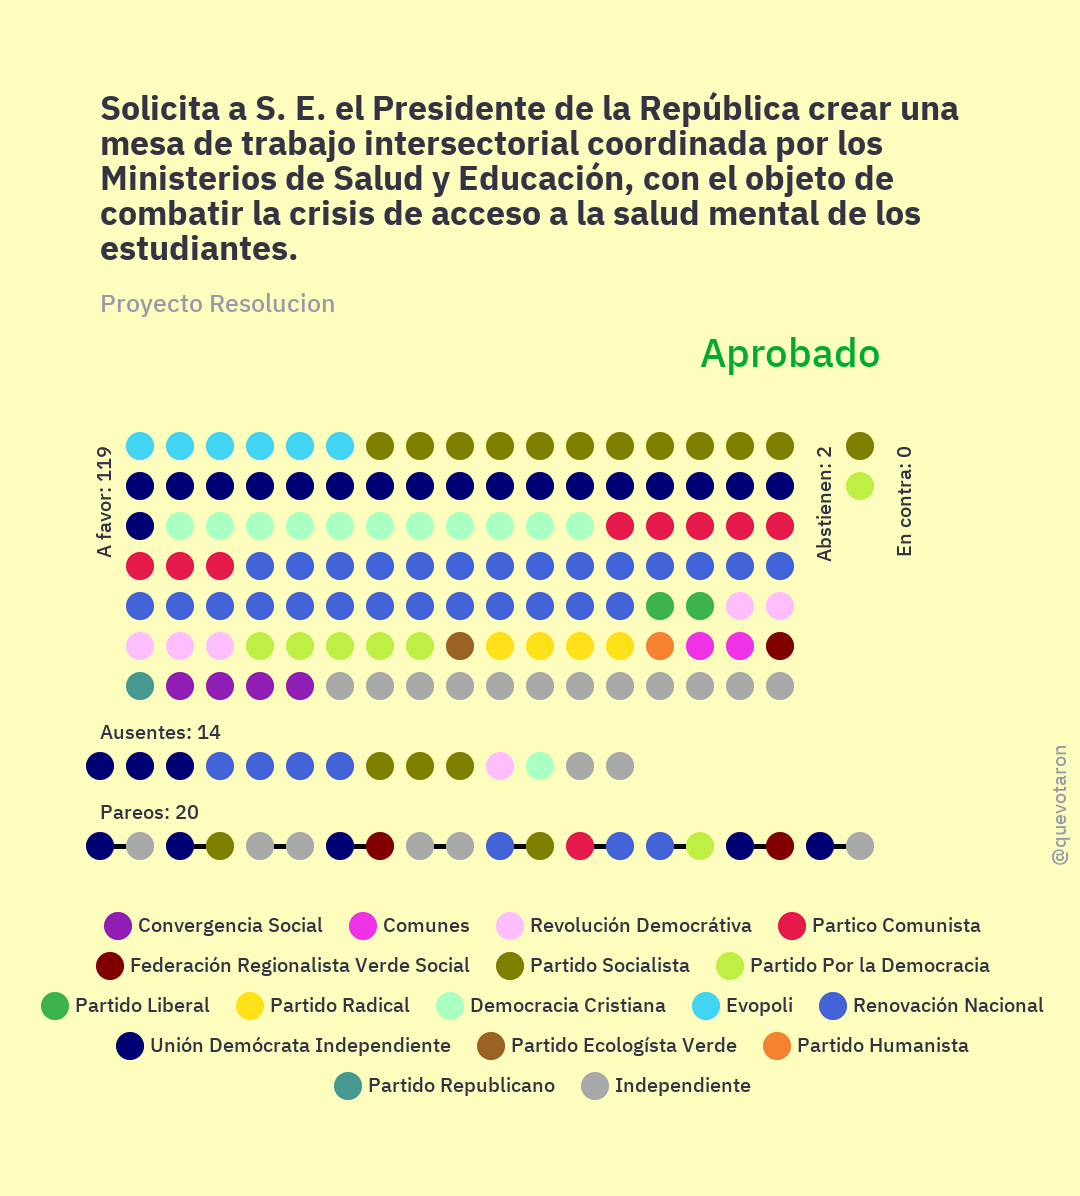 Solicita a S. E. el Presidente de la República crear una
mesa de trabajo intersectorial coordinada por los
Ministerios de Salud y Educación, con el objeto de
combatir la crisis de acceso a la salud mental de los
estudiantes.
Proyecto Resolucion
Aprobado
A favor: 119
Abstienen: 2
En contra: 0
Ausentes: 14
Pareos: 20
@quevotaron
Convergencia Social Comunes Revolución Democrátiva Partico Comunista
Federación Regionalista Verde Social Partido Socialista Partido Por la Democracia
Partido Liberal Partido Radical Democracia Cristiana Evopoli Renovación Nacional
Unión Demócrata Independiente Partido Ecologísta Verde Partido Humanista
Partido Republicano Independiente